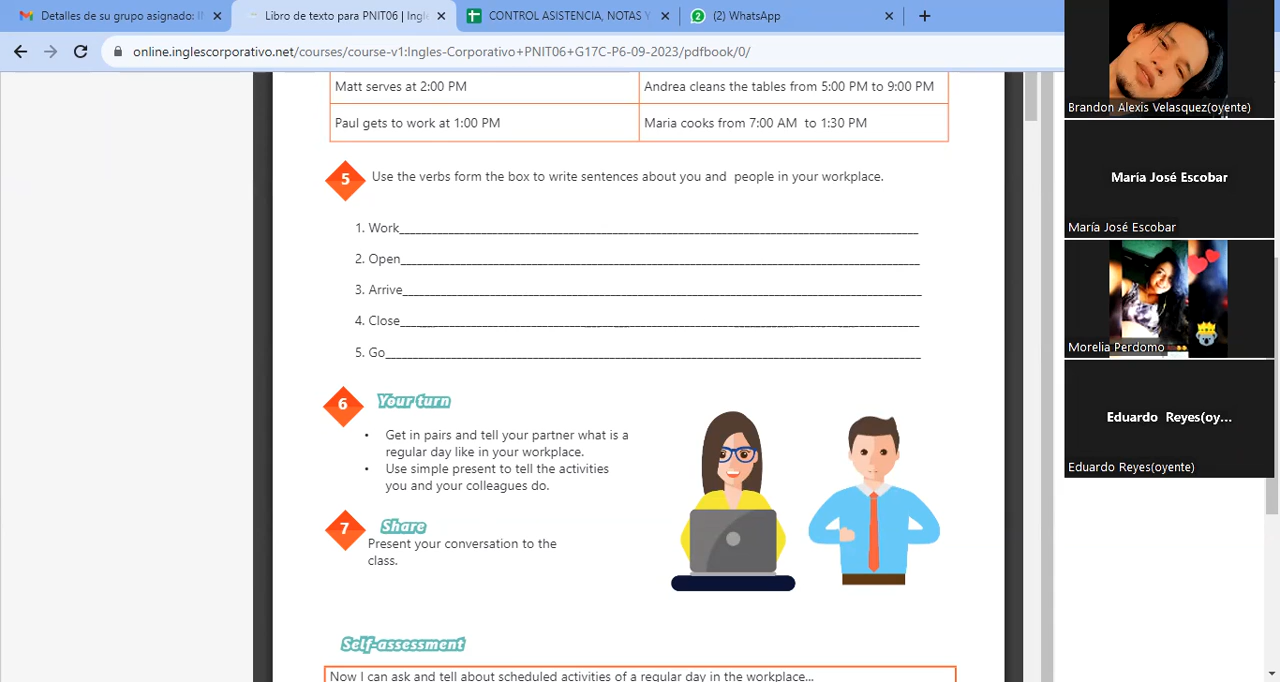 Detalles de su grupo asignado: I
Libro de texto para PNIT06 | Ing
CONTROL ASISTENCIA, NOTAS Y
2
(2) WhatsApp
online.inglescorporativo.net/courses/course-v1:Ingles-Corporativo+PNIT06+G17C-P6-09-2023/pdfbook/0/
serves at 2:00 PM
Andrea cleans the tables from 5:00 PM to 9:00 PM
Paul gets to work at 1:00 PM
Maria cooks from 7:00 AM to 1:30 PM
5
Use the verbs form the box to write sentences about you and people in your workplace.
1. Work
2. Open
3. Arrive
4. Close
5. Go
6
Your turn
• Get in pairs and tell your partner what is a
regular day like in your workplace.
• Use simple present to tell the activities
you and your colleagues do.
7
Share
Present your conversation to the
class.
Self-assessment
Now I can ask and tell about scheduled activities of a regular day in the workplace...
Brandon Alexis Velasquez(oyente)
María José Escobar
María José Escobar
Morelia Perdomo
Eduardo Reyes(oy...
Eduardo Reyes(oyente)